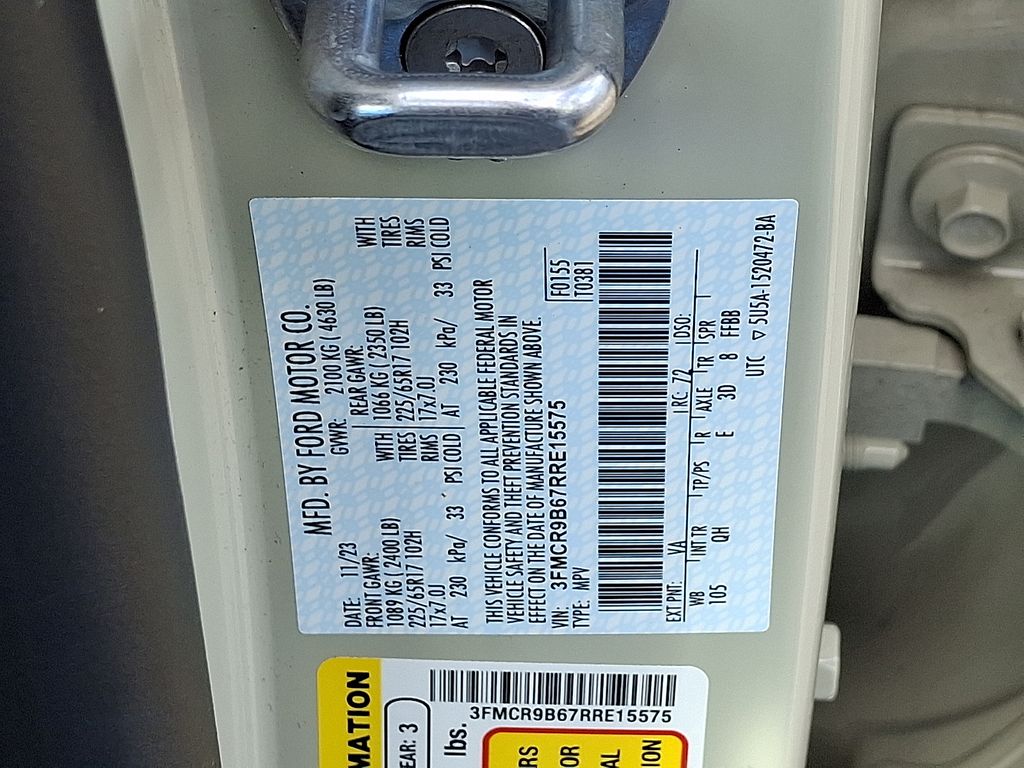 MFD. BY FORD MOTOR CO.
DATE: 11/23 GVWR: 2100 KG ( 4630 LB)
FRONT GAWR: REAR GAWR:
1089 KG ( 2400 LB) WITH 1066 KG ( 2350 LB) WITH
225/65R17 102H TIRES 225/65R17 102H TIRES
17x7.0J RIMS 17x7.0J RIMS
AT 230 kPa/ 33 PSI COLD AT 230 kPa/ 33 PSI COLD
THIS VEHICLE CONFORMS TO ALL APPLICABLE FEDERAL MOTOR
VEHICLE SAFETY AND THEFT PREVENTION STANDARDS IN
EFFECT ON THE DATE OF MANUFACTURE SHOWN ABOVE.
VIN: 3FMCR9B67RRE15575 F0155
TYPE: MPV T0381
EXT PNT: VA RC: 72 DSO:
WB INT TR TP/PS R AXLE TR SPR
105 QH E 3D 8 FFBB
UTC ▽ 5U5A-1520472-BA
MATION
EAR: 3
3FMCR9B67RRE15575
lbs.
RS
OR
AL
ION